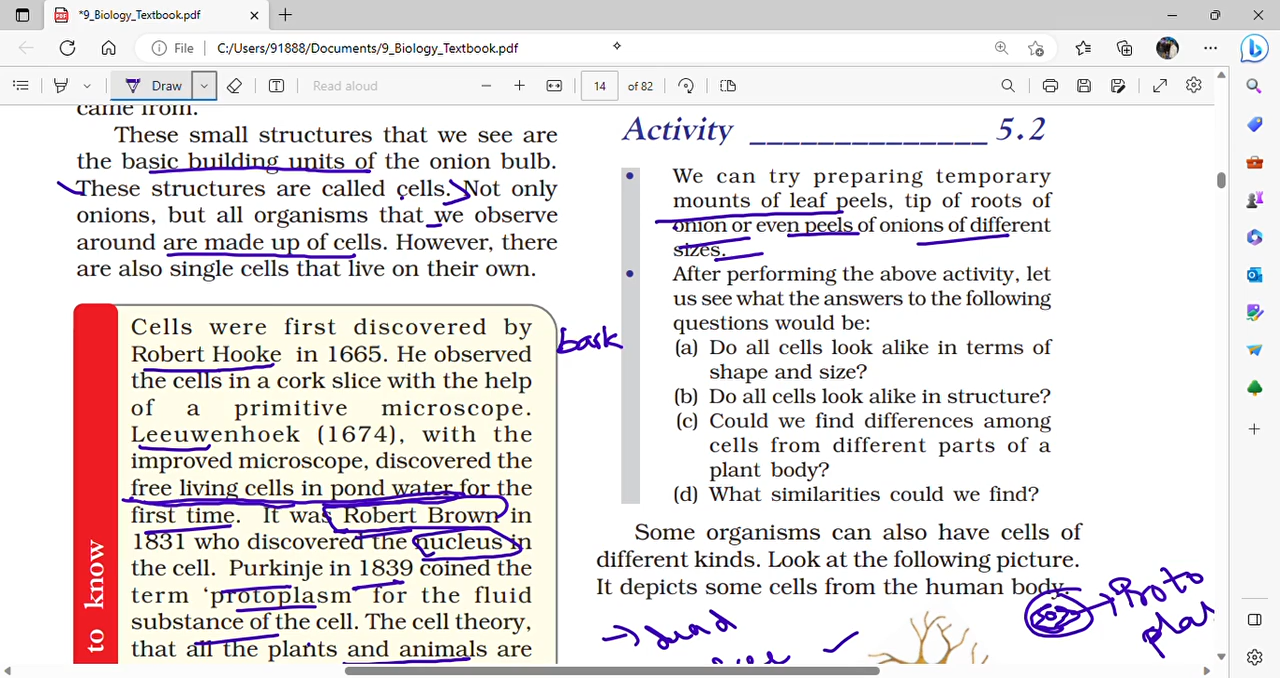 *9_Biology_Textbook.pdf
File
C:/Users/91888/Documents/9_Biology_Textbook.pdf
Draw
Read aloud
14 of 82
came from.
These small structures that we see are
the basic building units of the onion bulb.
These structures are called cells. Not only
onions, but all organisms that we observe
around are made up of cells. However, there
are also single cells that live on their own.
to know
Cells were first discovered by
Robert Hooke in 1665. He observed
the cells in a cork slice with the help
of a primitive microscope.
Leeuwenhoek (1674), with the
improved microscope, discovered the
free living cells in pond water for the
first time. It was Robert Brown in
1831 who discovered the nucleus in
the cell. Purkinje in 1839 coined the
term ‘protoplasm’ for the fluid
substance of the cell. The cell theory,
that all the plants and animals are
bask
Activity 5.2
• We can try preparing temporary
mounts of leaf peels, tip of roots of
onion or even peels of onions of different
sizes.
• After performing the above activity, let
us see what the answers to the following
questions would be:
(a) Do all cells look alike in terms of
shape and size?
(b) Do all cells look alike in structure?
(c) Could we find differences among
cells from different parts of a
plant body?
(d) What similarities could we find?
Some organisms can also have cells of
different kinds. Look at the following picture.
It depicts some cells from the human body.
Proto
pla
dead